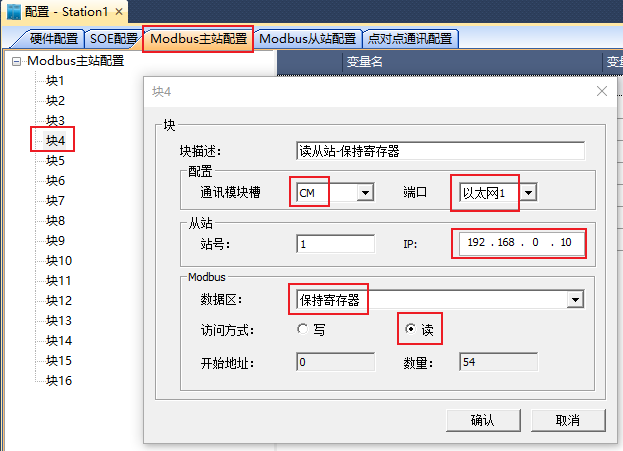 配置 - Station1 ×
硬件配置 SOE配置 Modbus主站配置 Modbus从站配置 点对点通讯配置
Modbus主站配置
块1
块2
块3
块4
块5
块6
块7
块8
块9
块10
块11
块12
块13
块14
块15
块16
变量名
变量
块4
块
块描述: 读从站-保持寄存器
配置
通讯模块槽 CM 端口 以太网1
从站
站号: 1 IP: 192 . 168 . 0 . 10
Modbus
数据区: 保持寄存器
访问方式: 写 读
开始地址: 0 数量: 54
确认 取消